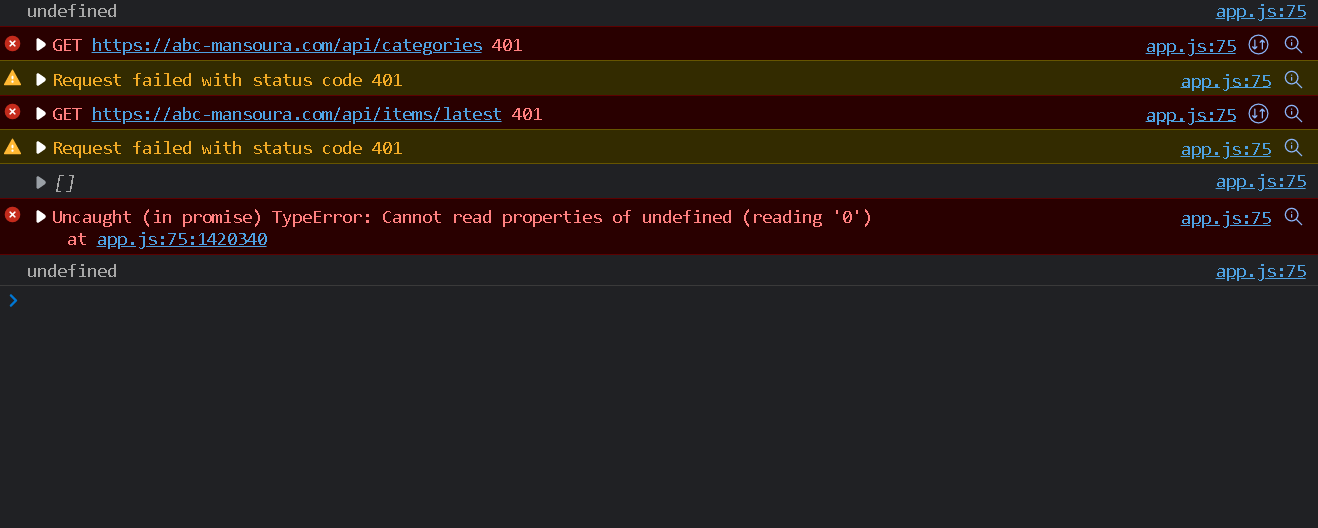 undefined app.js:75
GET https://abc-mansoura.com/api/categories 401 app.js:75
Request failed with status code 401 app.js:75
GET https://abc-mansoura.com/api/items/latest 401 app.js:75
Request failed with status code 401 app.js:75
[] app.js:75
Uncaught (in promise) TypeError: Cannot read properties of undefined (reading '0') app.js:75
at app.js:75:1420340
undefined app.js:75